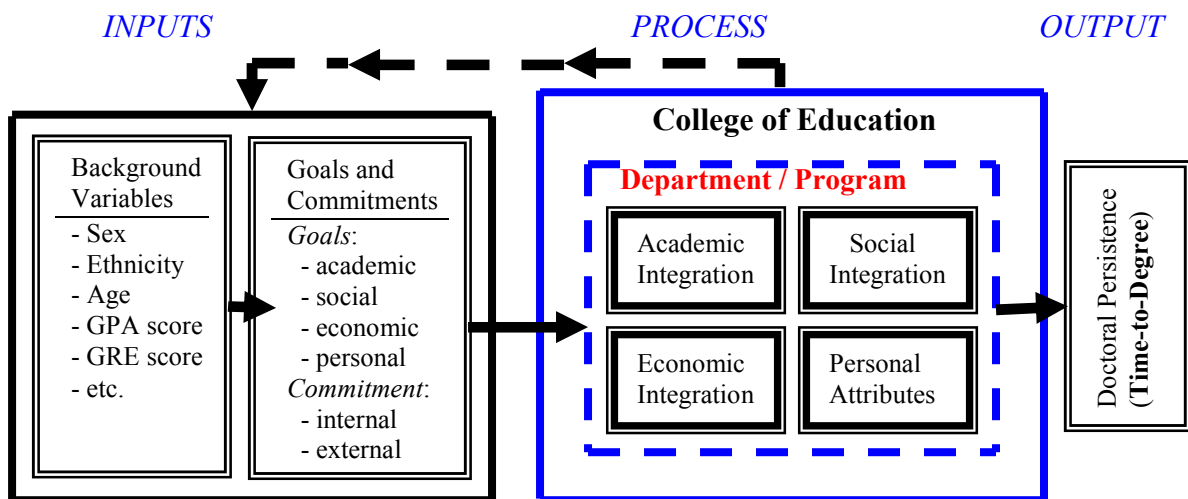 INPUTS
PROCESS
OUTPUT
Background
Variables
- Sex
- Ethnicity
- Age
- GPA score
- GRE score
- etc.
Goals and
Commitments
Goals:
- academic
- social
- economic
- personal
Commitment:
- internal
- external
College of Education
Department / Program
Academic
Integration
Social
Integration
Economic
Integration
Personal
Attributes
Doctoral Persistence
(Time-to-Degree)